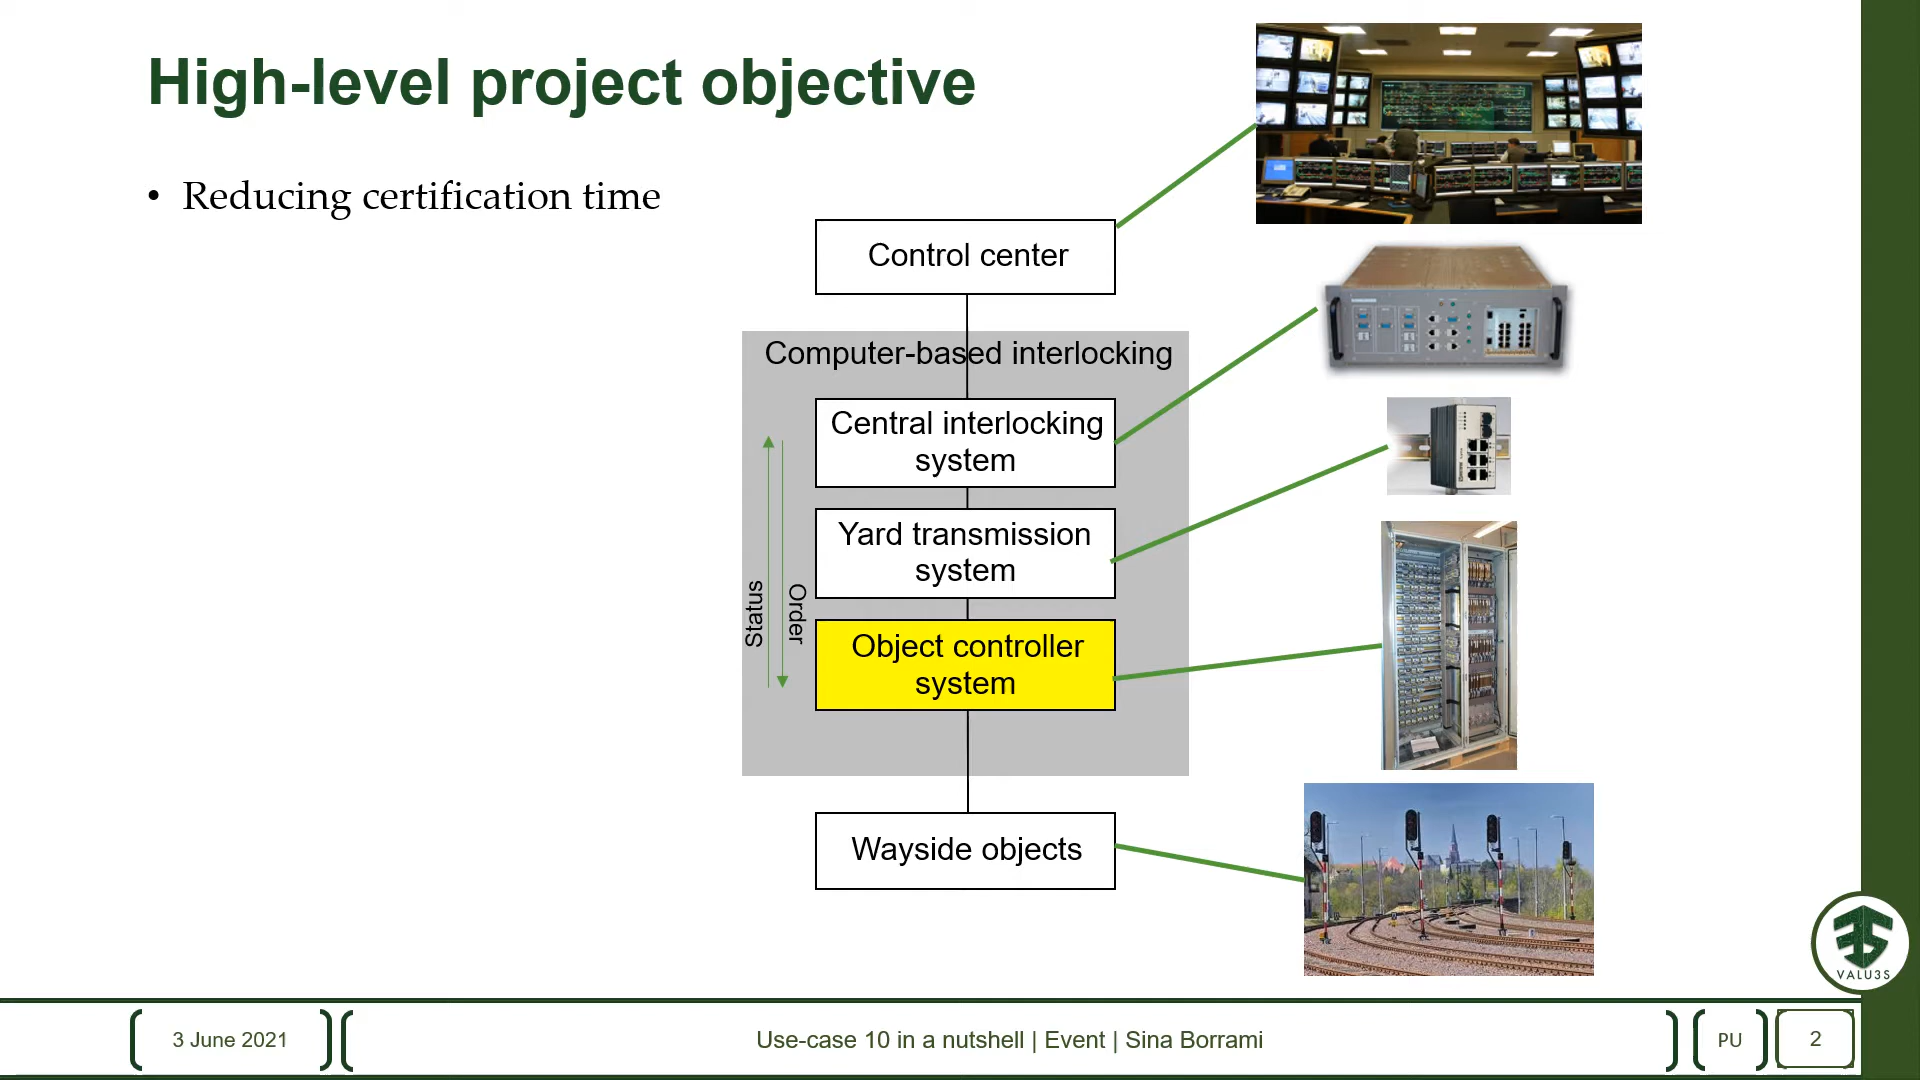 High-level project objective
• Reducing certification time
Control center
Computer-based interlocking
Central interlocking
system
Yard transmission
system
Object controller
system
Status
Order
Wayside objects
VALU3S
3 June 2021
Use-case 10 in a nutshell | Event | Sina Borrami
PU
2